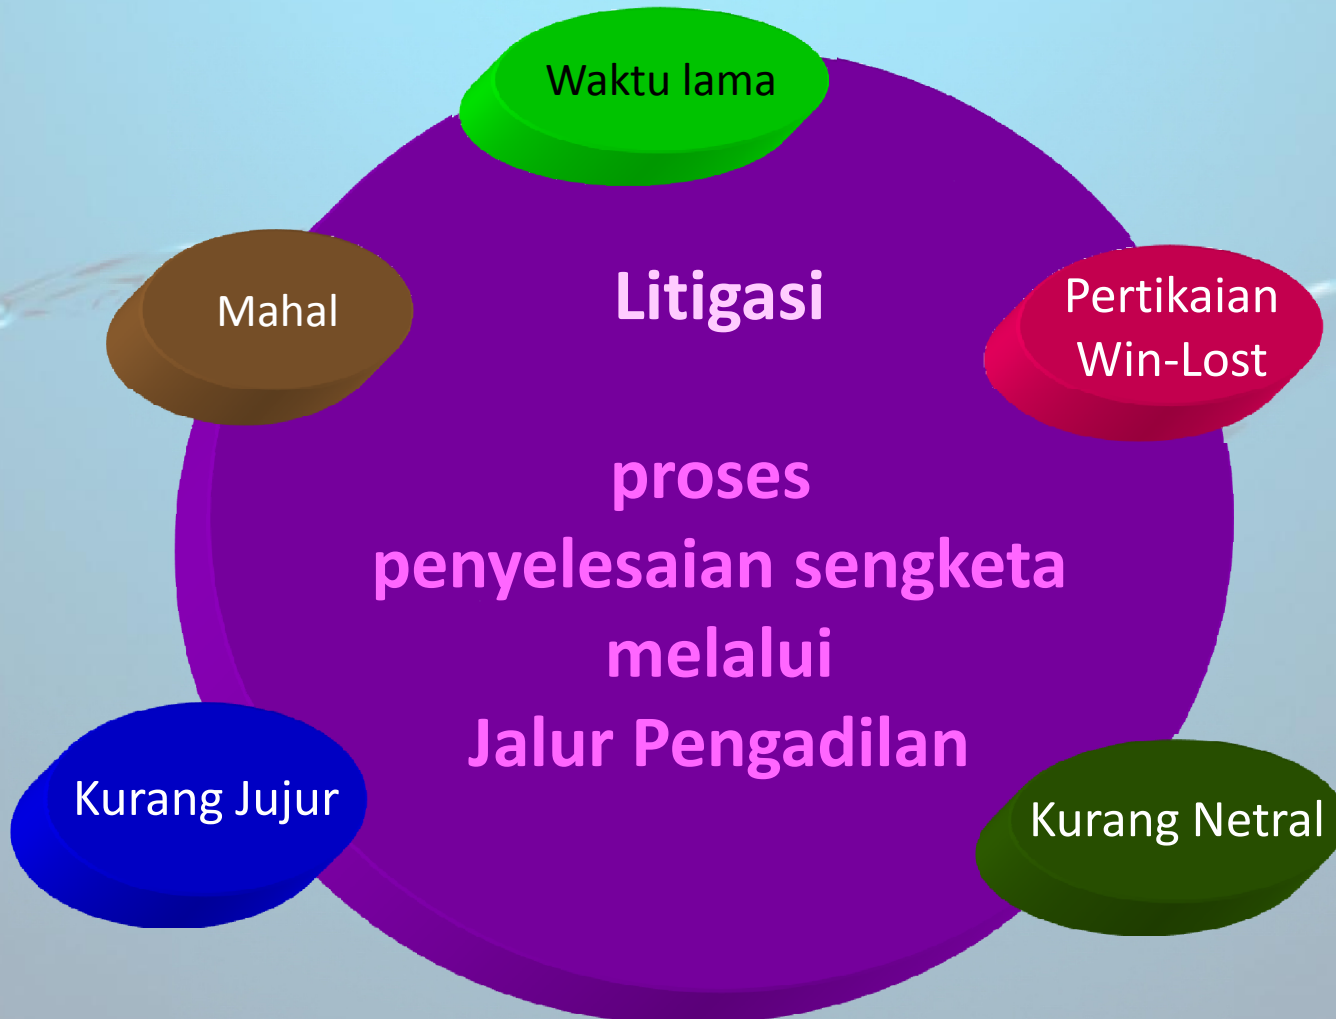 Waktu lama
Mahal
Litigasi
Pertikaian
Win-Lost
proses
penyelesaian sengketa
melalui
Jalur Pengadilan
Kurang Jujur
Kurang Netral